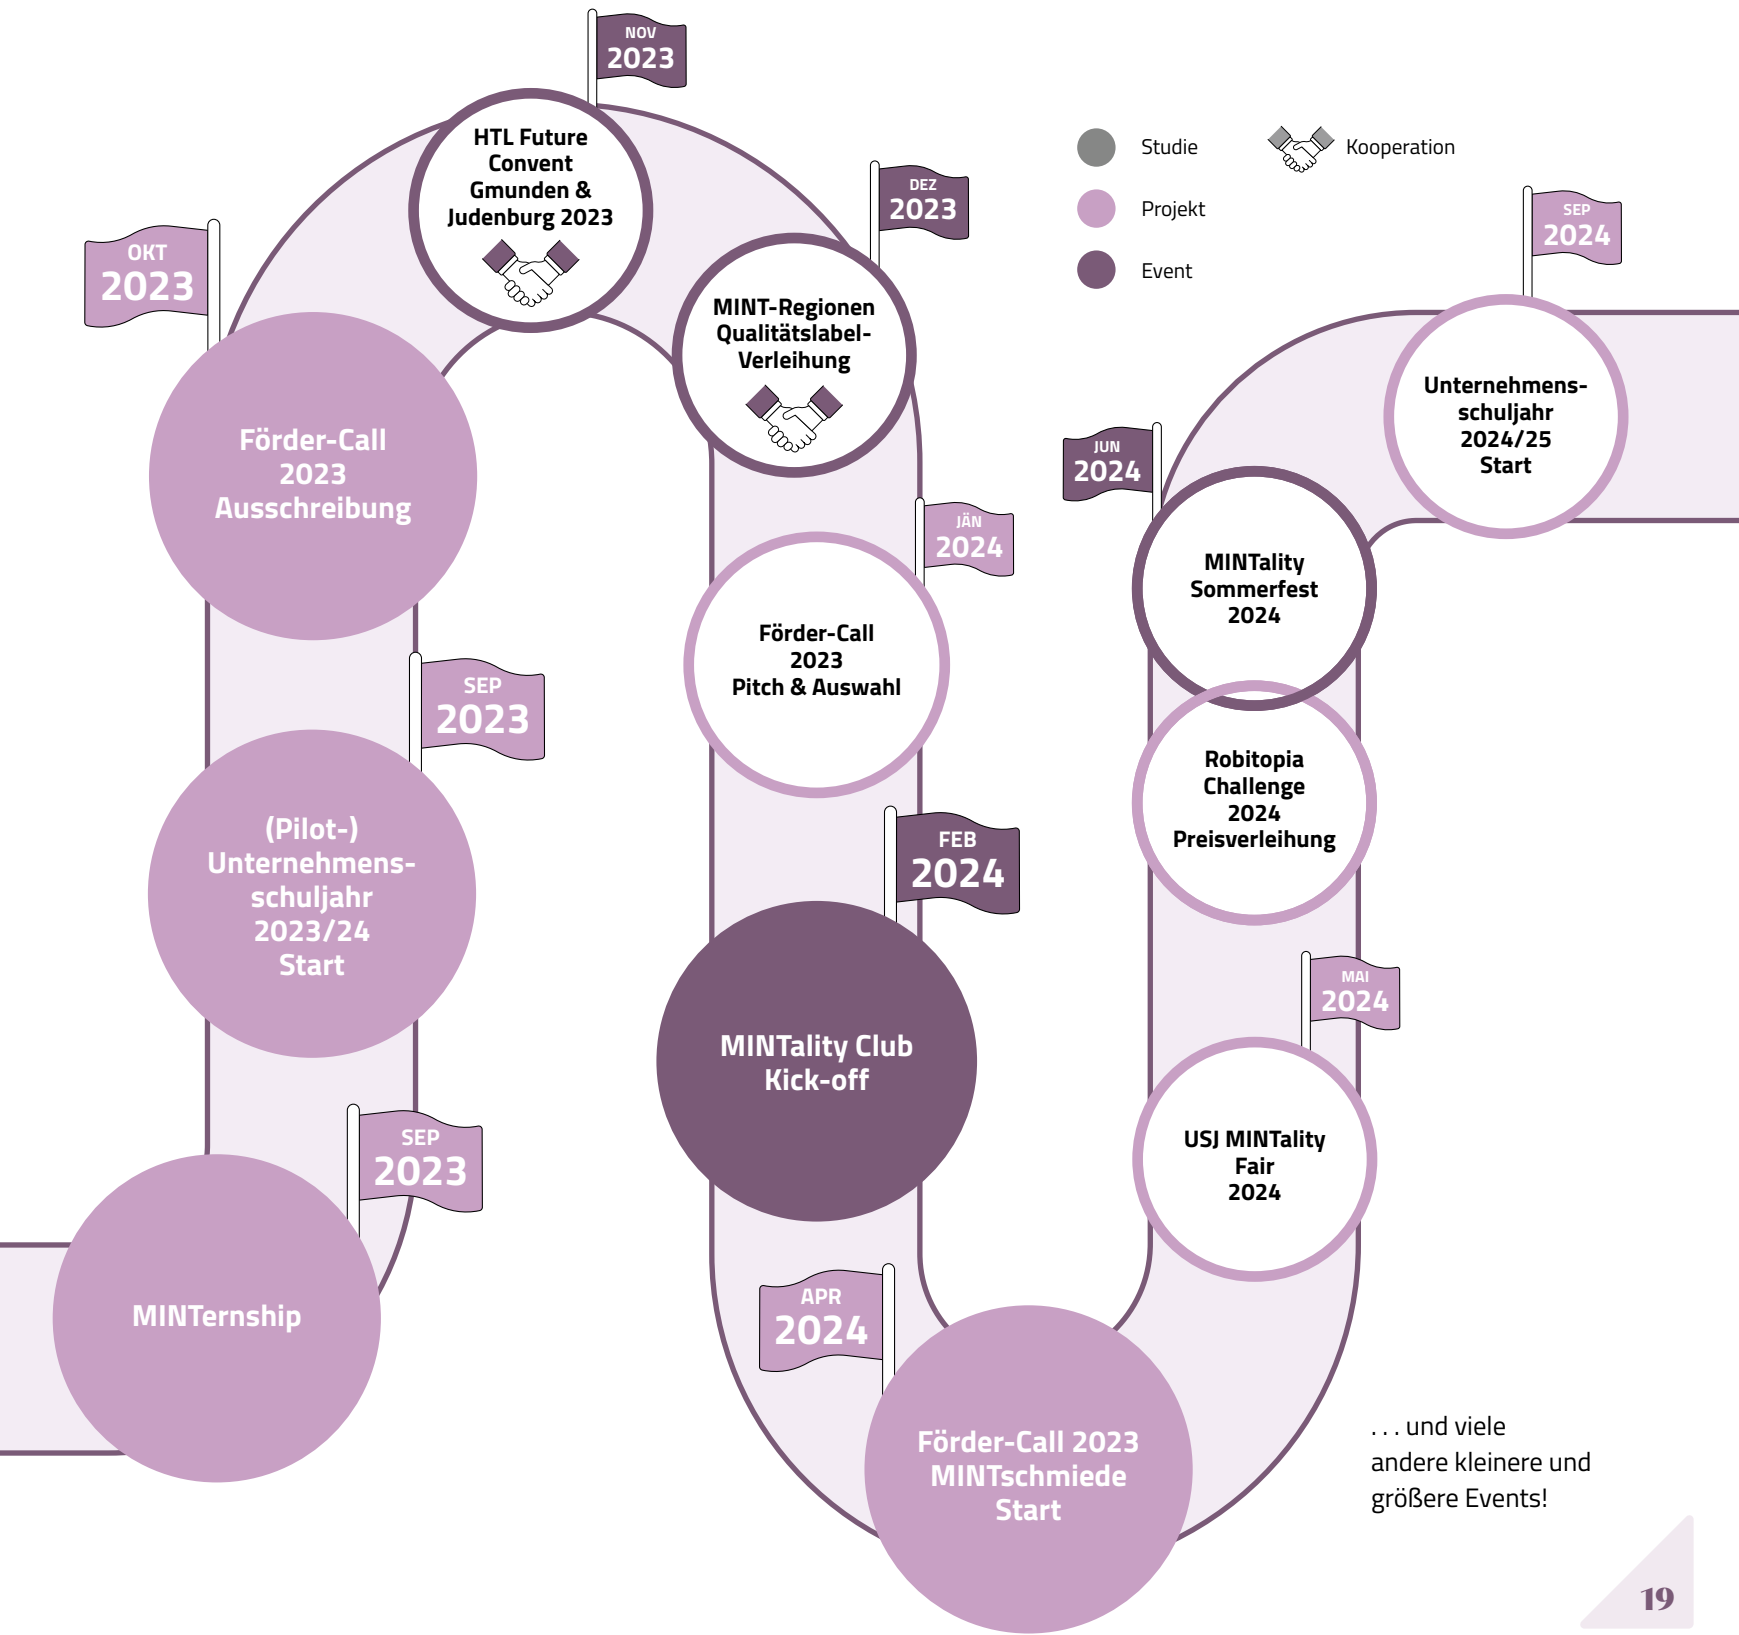 NOV
2023
HTL Future
Convent
Gmunden &
Judenburg 2023
DEZ
2023
MINT-Regionen
Qualitätslabel-
Verleihung
Studie
Kooperation
Projekt
Event
OKT
2023
Förder-Call
2023
Ausschreibung
SEP
2023
(Pilot-)
Unternehmens-
schuljahr
2023/24
Start
SEP
2023
MINTernship
JÄN
2024
Förder-Call
2023
Pitch & Auswahl
FEB
2024
MINTality Club
Kick-off
APR
2024
Förder-Call 2023
MINTschmiede
Start
SEP
2024
Unternehmens-
schuljahr
2024/25
Start
JUN
2024
MINTality
Sommerfest
2024
Robitopia
Challenge
2024
Preisverleihung
MAI
2024
USJ MINTality
Fair
2024
. . . und viele
andere kleinere und
größere Events!
19